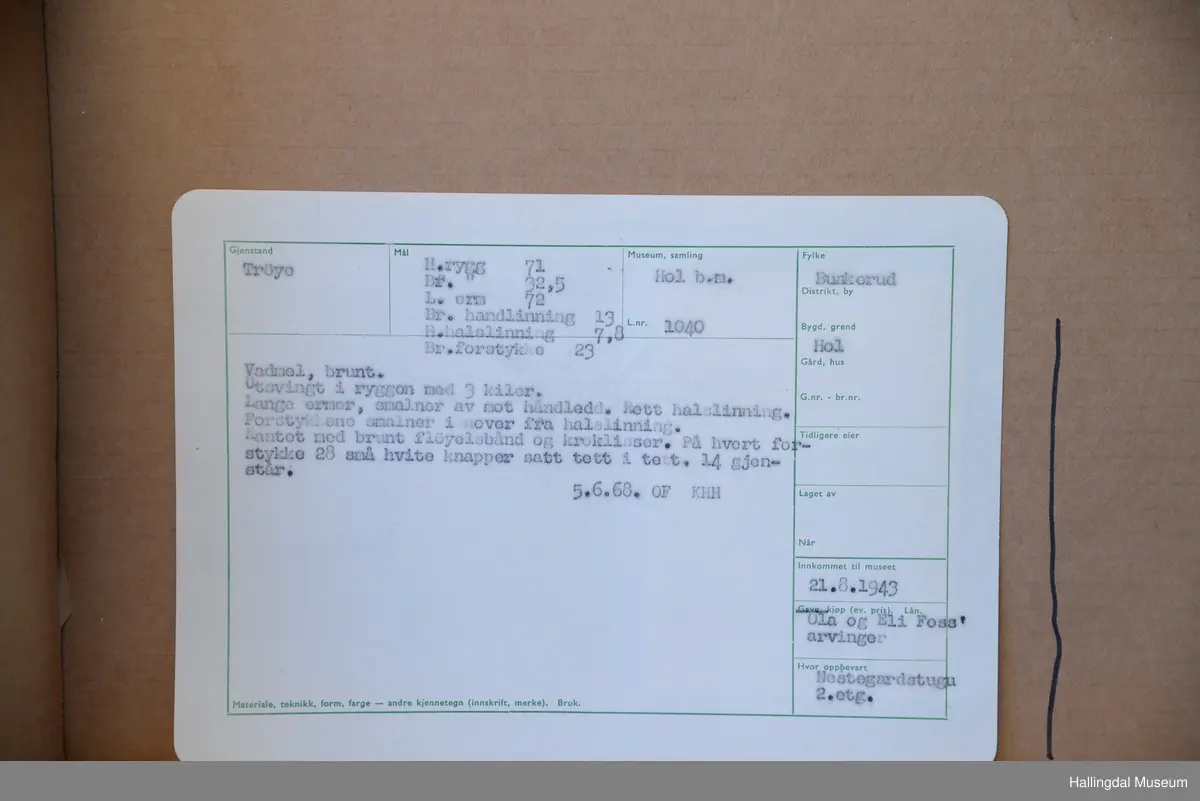 Gjenstand
Tröye
Mål
H.rygg 71
Br. " 32,5
L. erm 72
Br. handlinning 13
H.halslinning 7,8
Br.forstykke 23
Museum, samling
Hol b.m.
L.nr. 1040
Fylke
Buskerud
Distrikt, by
Bygd, grend
Hol
Gård, hus
G.nr. - br.nr.
Tidligere eier
Laget av
Når
Innkommet til museet
21.8.1943
Gave, kjøp (ev. pris). Lån.
Ola og Eli Foss'
arvinger
Hvor oppbevart
Nestegardstugu
2.etg.
Vadmel, brunt.
Utsvingt i ryggen med 3 kiler.
Lange ermer, smalner av mot håndledd. Rett halslinning.
Forstykkene smalner i nover fra halslinning.
Kantet med brunt flöyelsbånd og kroklisser. På hvert for-
stykke 28 små hvite knapper satt tett i tett. 14 gjen-
står.
5.6.68. OF KHH
Materiale, teknikk, form, farge — andre kjennetegn (innskrift, merke). Bruk.
Hallingdal Museum